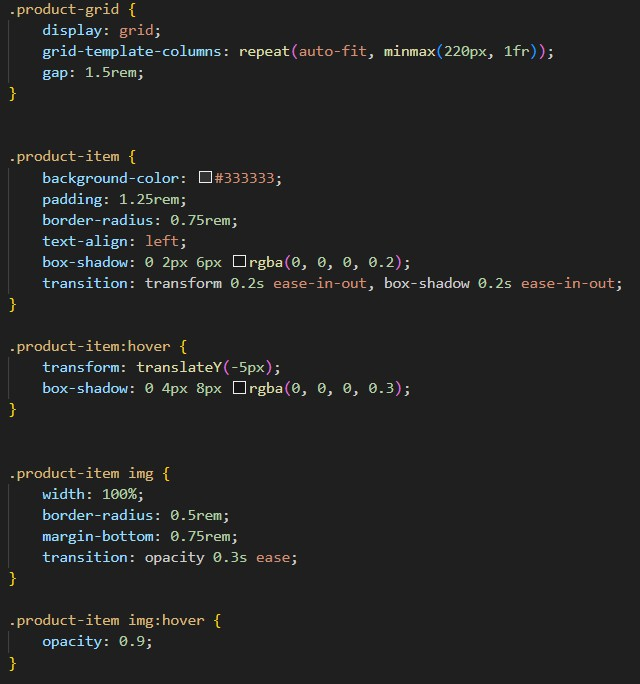 .product-grid {
    display: grid;
    grid-template-columns: repeat(auto-fit, minmax(220px, 1fr));
    gap: 1.5rem;
}
.product-item {
    background-color: #333333;
    padding: 1.25rem;
    border-radius: 0.75rem;
    text-align: left;
    box-shadow: 0 2px 6px rgba(0, 0, 0, 0.2);
    transition: transform 0.2s ease-in-out, box-shadow 0.2s ease-in-out;
}
.product-item:hover {
    transform: translateY(-5px);
    box-shadow: 0 4px 8px rgba(0, 0, 0, 0.3);
}
.product-item img {
    width: 100%;
    border-radius: 0.5rem;
    margin-bottom: 0.75rem;
    transition: opacity 0.3s ease;
}
.product-item img:hover {
    opacity: 0.9;
}